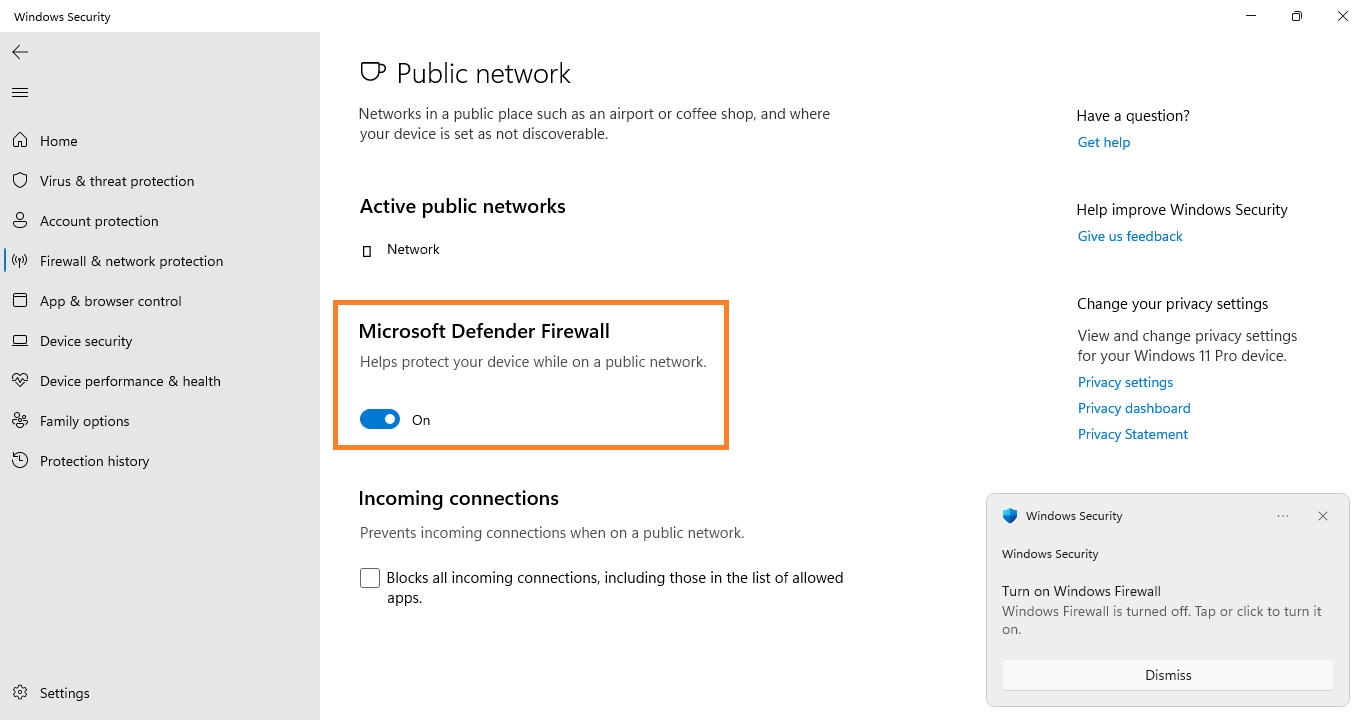 Windows Security
Home
Virus & threat protection
Account protection
Firewall & network protection
App & browser control
Device security
Device performance & health
Family options
Protection history
Settings
Public network
Networks in a public place such as an airport or coffee shop, and where
your device is set as not discoverable.
Active public networks
Network
Microsoft Defender Firewall
Helps protect your device while on a public network.
On
Incoming connections
Prevents incoming connections when on a public network.
Blocks all incoming connections, including those in the list of allowed
apps.
Have a question?
Get help
Help improve Windows Security
Give us feedback
Change your privacy settings
View and change privacy settings
for your Windows 11 Pro device.
Privacy settings
Privacy dashboard
Privacy Statement
Windows Security
Windows Security
Turn on Windows Firewall
Windows Firewall is turned off. Tap or click to turn it
on.
Dismiss